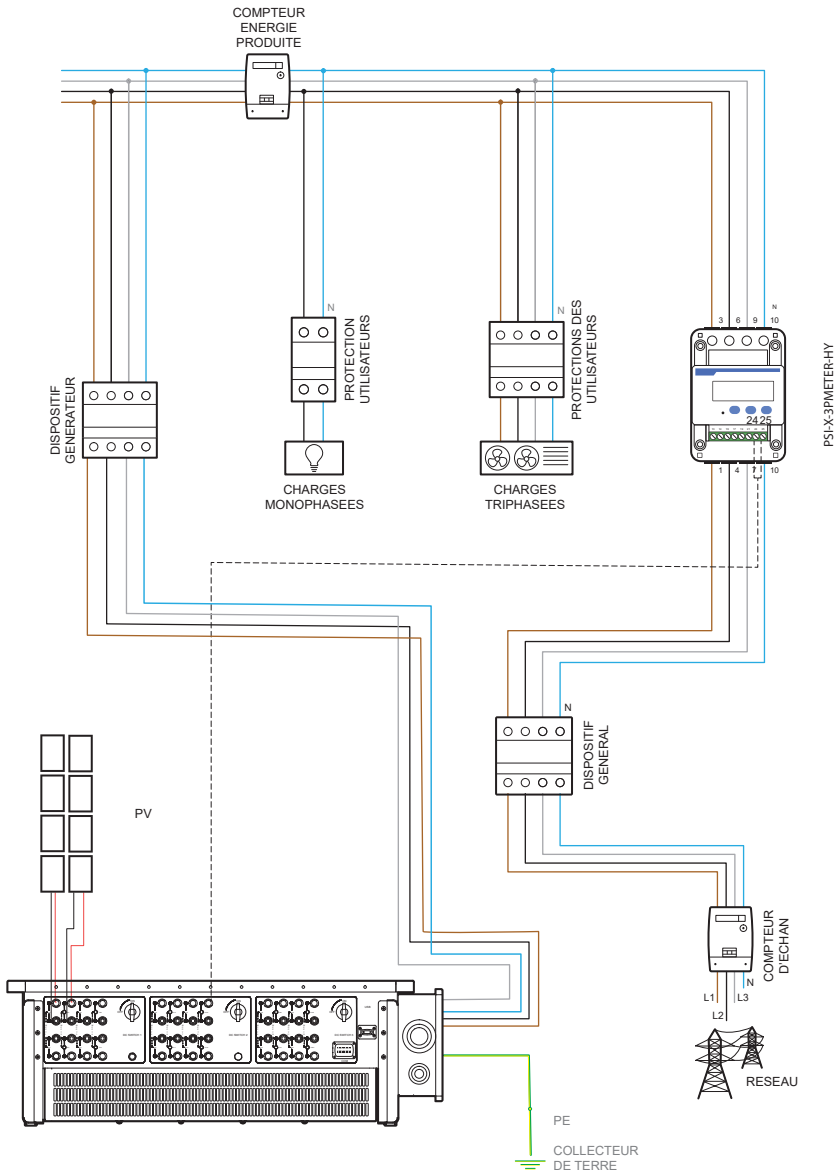 COMPTEUR
ENERGIE
PRODUITE
N
3 6 9 10
N
N
PROTECTION
UTILISATEURS
PROTECTIONS DES
UTILISATEURS
DISPOSITIF
GENERATEUR
PSI-X-3PMETER-HY
24 25
1 4 7 10
CHARGES
MONOPHASEES
CHARGES
TRIPHASEES
N
DISPOSITIF
GENERAL
PV
COMPTEUR
D'ECHAN
N
L1 L3
L2
RESEAU
PE
COLLECTEUR
DE TERRE